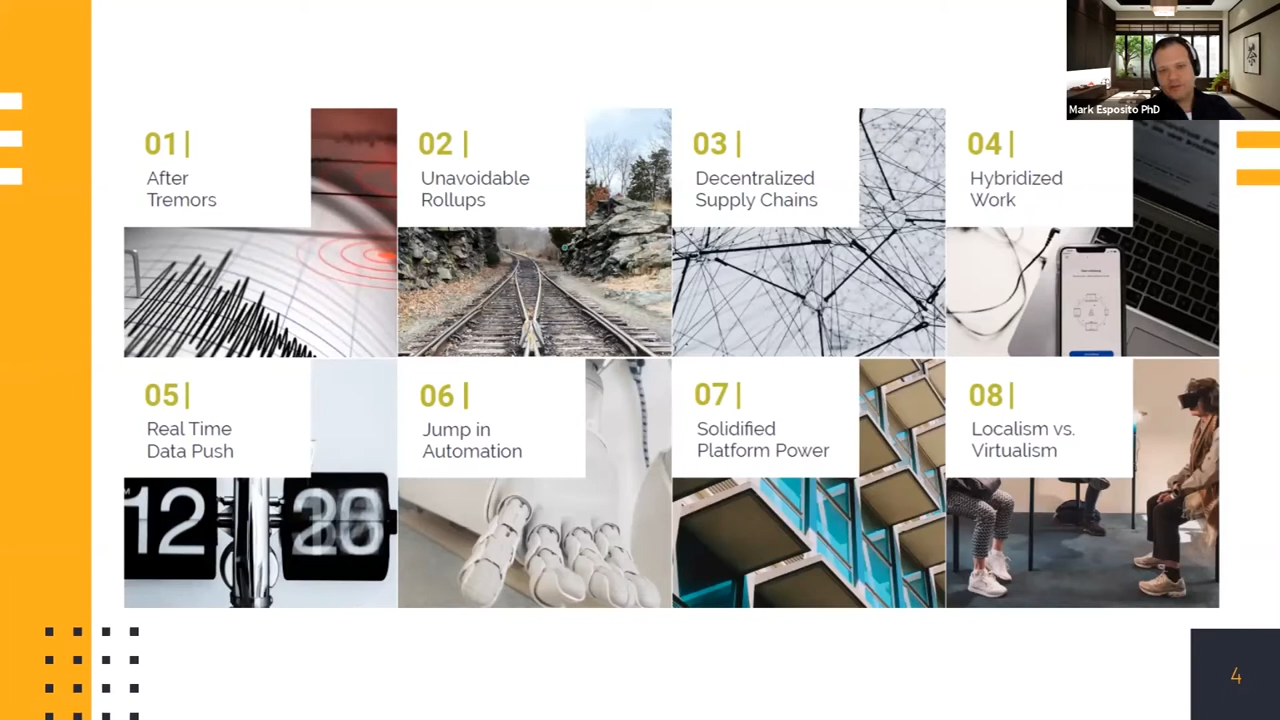 Mark Esposito PhD
01|
After
Tremors
02 |
Unavoidable
Rollups
03 |
Decentralized
Supply Chains
04 |
Hybridized
Work
05 |
Real Time
Data Push
06 |
Jump in
Automation
07 |
Solidified
Platform Power
08 |
Localism vs.
Virtualism
12
4